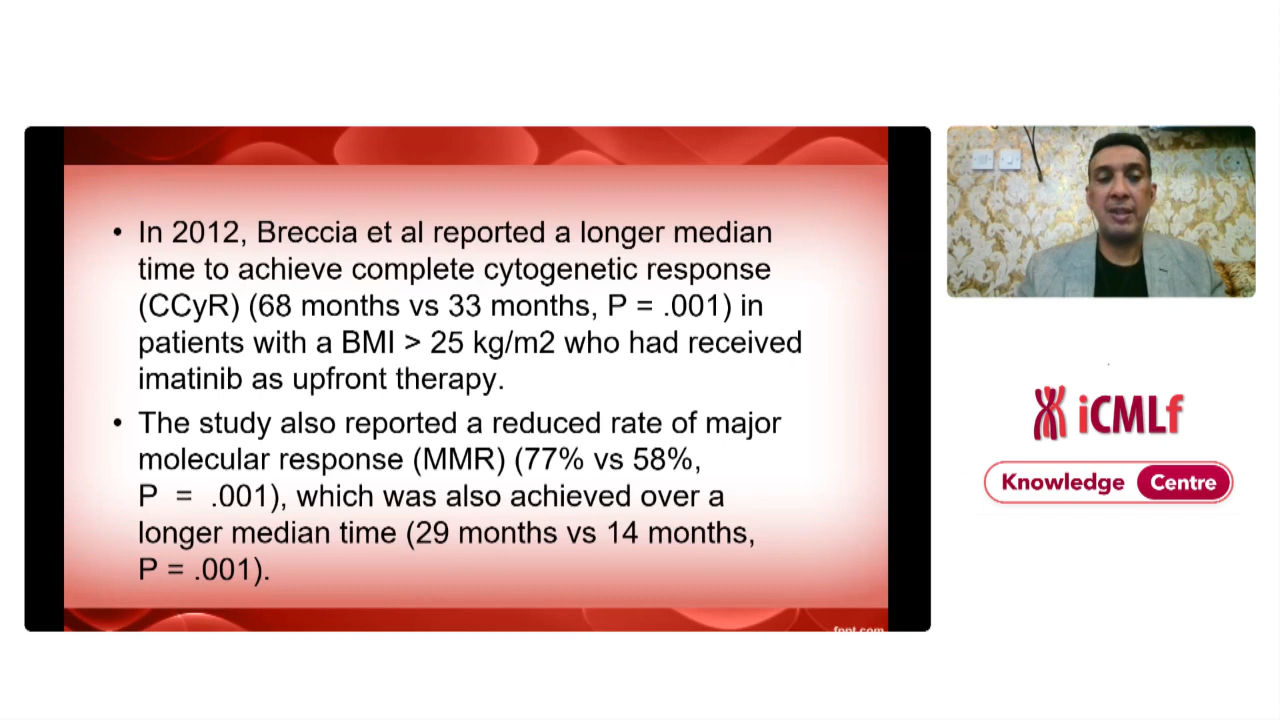 • In 2012, Breccia et al reported a longer median
time to achieve complete cytogenetic response
(CCyR) (68 months vs 33 months, P = .001) in
patients with a BMI > 25 kg/m2 who had received
imatinib as upfront therapy.
• The study also reported a reduced rate of major
molecular response (MMR) (77% vs 58%,
P = .001), which was also achieved over a
longer median time (29 months vs 14 months,
P = .001).
fppt.com
iCMLf
Knowledge Centre